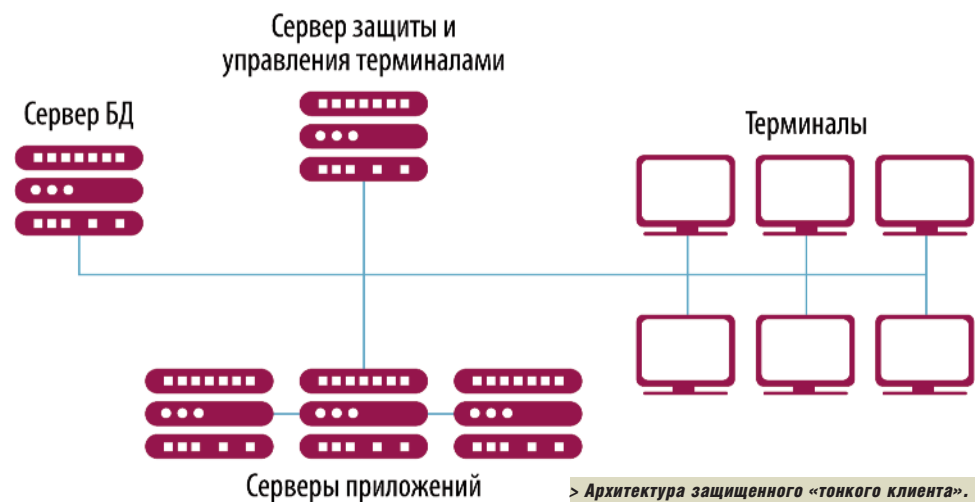 Сервер защиты и
управления терминалами
Сервер БД
Терминалы
Серверы приложений
> Архитектура защищенного «тонкого клиента».